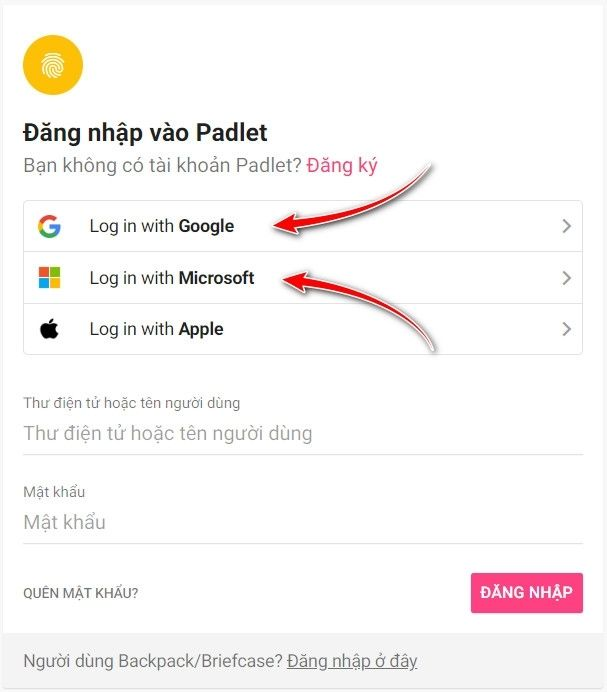 Đăng nhập vào Padlet
Bạn không có tài khoản Padlet? Đăng ký
Log in with Google
Log in with Microsoft
Log in with Apple
Thư điện tử hoặc tên người dùng
Thư điện tử hoặc tên người dùng
Mật khẩu
Mật khẩu
QUÊN MẬT KHẨU? ĐĂNG NHẬP
Người dùng Backpack/Briefcase? Đăng nhập ở đây